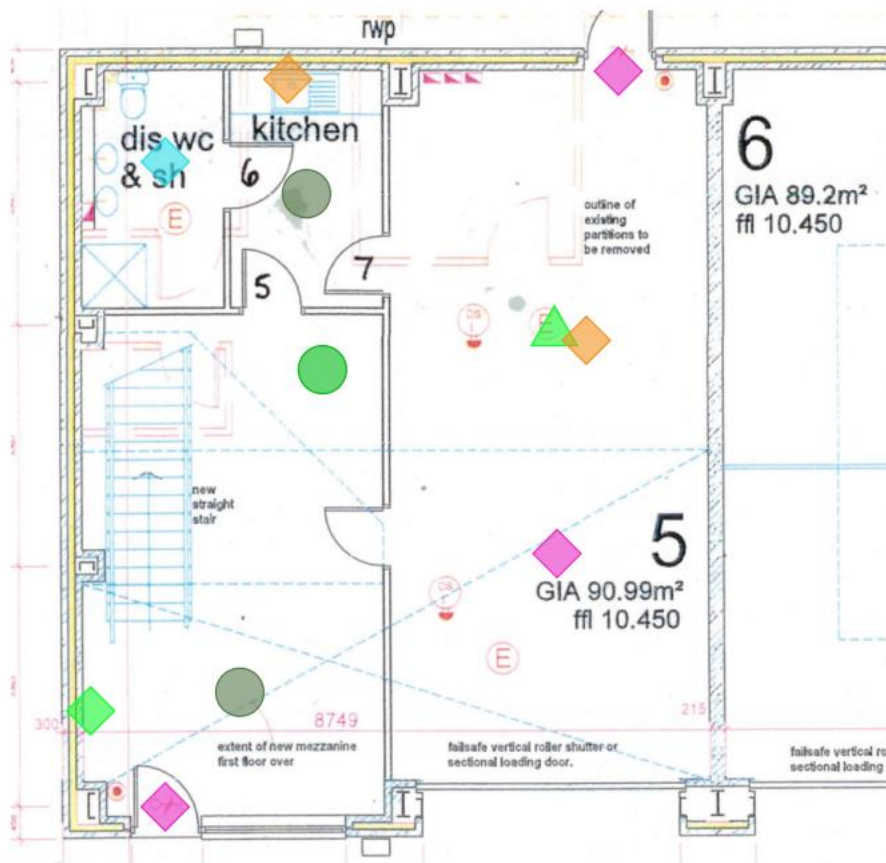 rwp
kitchen
dis wc
& sh
6
E
5
7
outline of
existing
partitions to
be removed
6
GIA 89.2m²
ffl 10.450
DS
E
new
straight
stair
5
GIA 90.99m²
ffl 10.450
DS
E
300
8749
215
extent of new mezzanine
first floor over
failsafe vertical roller shutter or
sectional loading door.
failsafe vertical
sectional loading